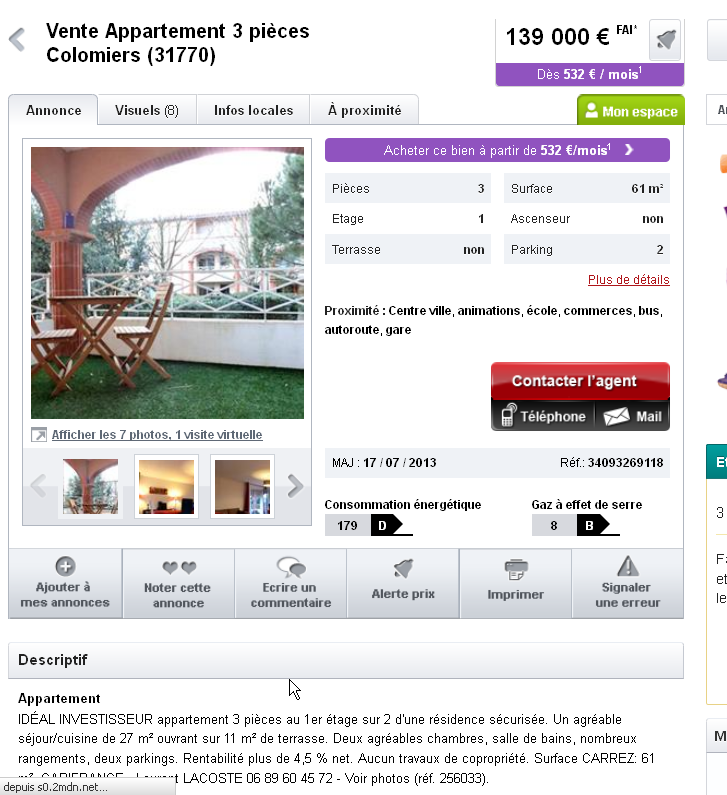 Vente Appartement 3 pièces
Colomiers (31770)
139 000 € FAI*
Dès 532 € / mois¹
Annonce
Visuels (8)
Infos locales
À proximité
Mon espace
Acheter ce bien à partir de 532 €/mois¹
Pièces 3
Surface 61 m²
Etage 1
Ascenseur non
Terrasse non
Parking 2
Plus de détails
Proximité : Centre ville, animations, école, commerces, bus,
autoroute, gare
Contacter l'agent
Téléphone
Mail
Afficher les 7 photos, 1 visite virtuelle
MAJ : 17 / 07 / 2013
Réf.: 34093269118
Consommation énergétique
Gaz à effet de serre
179 D
8 B
Ajouter à
mes annonces
Noter cette
annonce
Ecrire un
commentaire
Alerte prix
Imprimer
Signaler
une erreur
Descriptif
Appartement
IDÉAL INVESTISSEUR appartement 3 pièces au 1er étage sur 2 d'une résidence sécurisée. Un agréable
séjour/cuisine de 27 m² ouvrant sur 11 m² de terrasse. Deux agréables chambres, salle de bains, nombreux
rangements, deux parkings. Rentabilité plus de 4,5 % net. Aucun travaux de copropriété. Surface CARREZ: 61
LACOSTE 06 89 60 45 72 - Voir photos (réf. 256033).
depuis s0.2mdn.net...
3